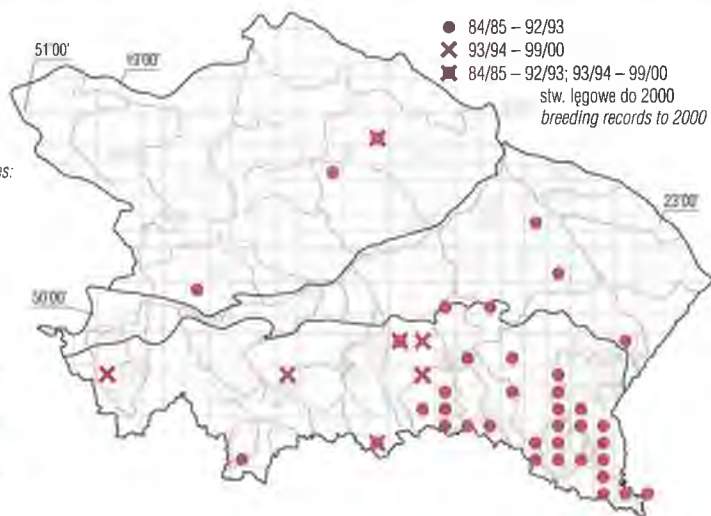 ● 84/85 – 92/93
✕ 93/94 – 99/00
84/85 – 92/93; 93/94 – 99/00
stw. lęgowe do 2000
breeding records to 2000
51°00'
19°00'
es:
23°00'
50°00'